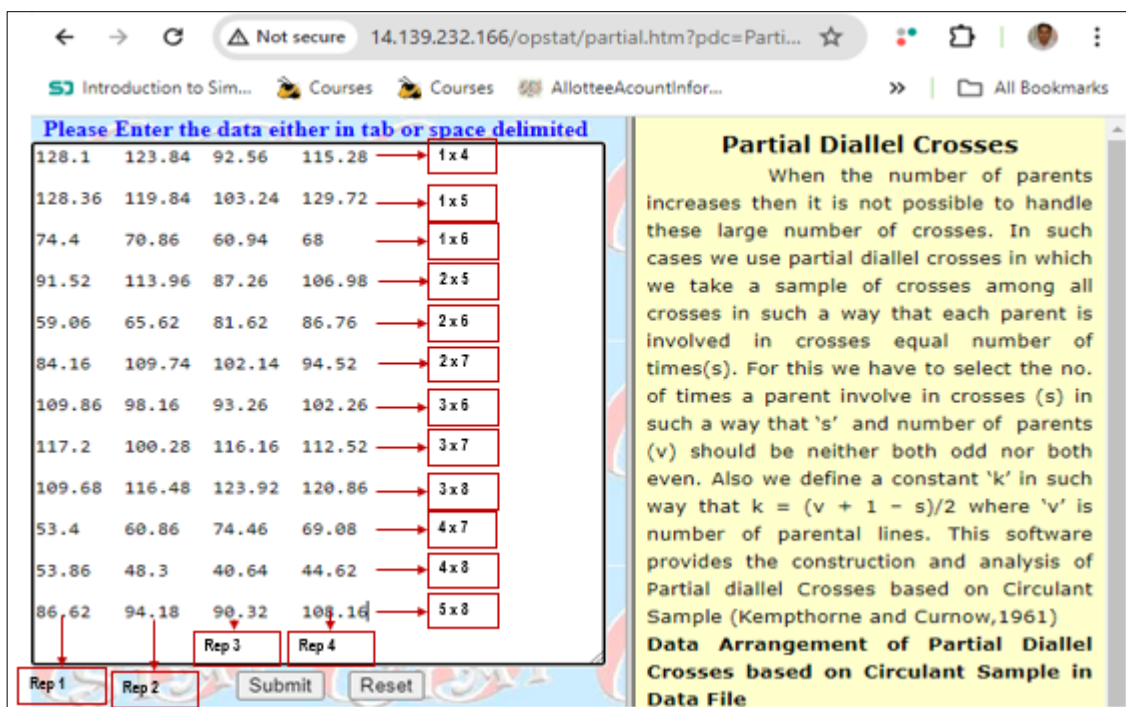 Not secure 14.139.232.166/opstat/partial.htm?pdc=Parti...
SJ Introduction to Sim... Courses Courses AllotteeAcountInfor... » All Bookmarks
Please Enter the data either in tab or space delimited
128.1 123.84 92.56 115.28 1 x 4
128.36 119.84 103.24 129.72 1 x 5
74.4 70.86 60.94 68 1 x 6
91.52 113.96 87.26 106.98 2 x 5
59.06 65.62 81.62 86.76 2 x 6
84.16 109.74 102.14 94.52 2 x 7
109.86 98.16 93.26 102.26 3 x 6
117.2 100.28 116.16 112.52 3 x 7
109.68 116.48 123.92 120.86 3 x 8
53.4 60.86 74.46 69.08 4 x 7
53.86 48.3 40.64 44.62 4 x 8
86.62 94.18 90.32 108.16 5 x 8
Rep 3 Rep 4
Rep 1 Rep 2 Submit Reset
Partial Diallel Crosses
When the number of parents
increases then it is not possible to handle
these large number of crosses. In such
cases we use partial diallel crosses in which
we take a sample of crosses among all
crosses in such a way that each parent is
involved in crosses equal number of
times(s). For this we have to select the no.
of times a parent involve in crosses (s) in
such a way that 's' and number of parents
(v) should be neither both odd nor both
even. Also we define a constant 'k' in such
way that k = (v + 1 – s)/2 where 'v' is
number of parental lines. This software
provides the construction and analysis of
Partial diallel Crosses based on Circulant
Sample (Kempthorne and Curnow,1961)
Data Arrangement of Partial Diallel
Crosses based on Circulant Sample in
Data File